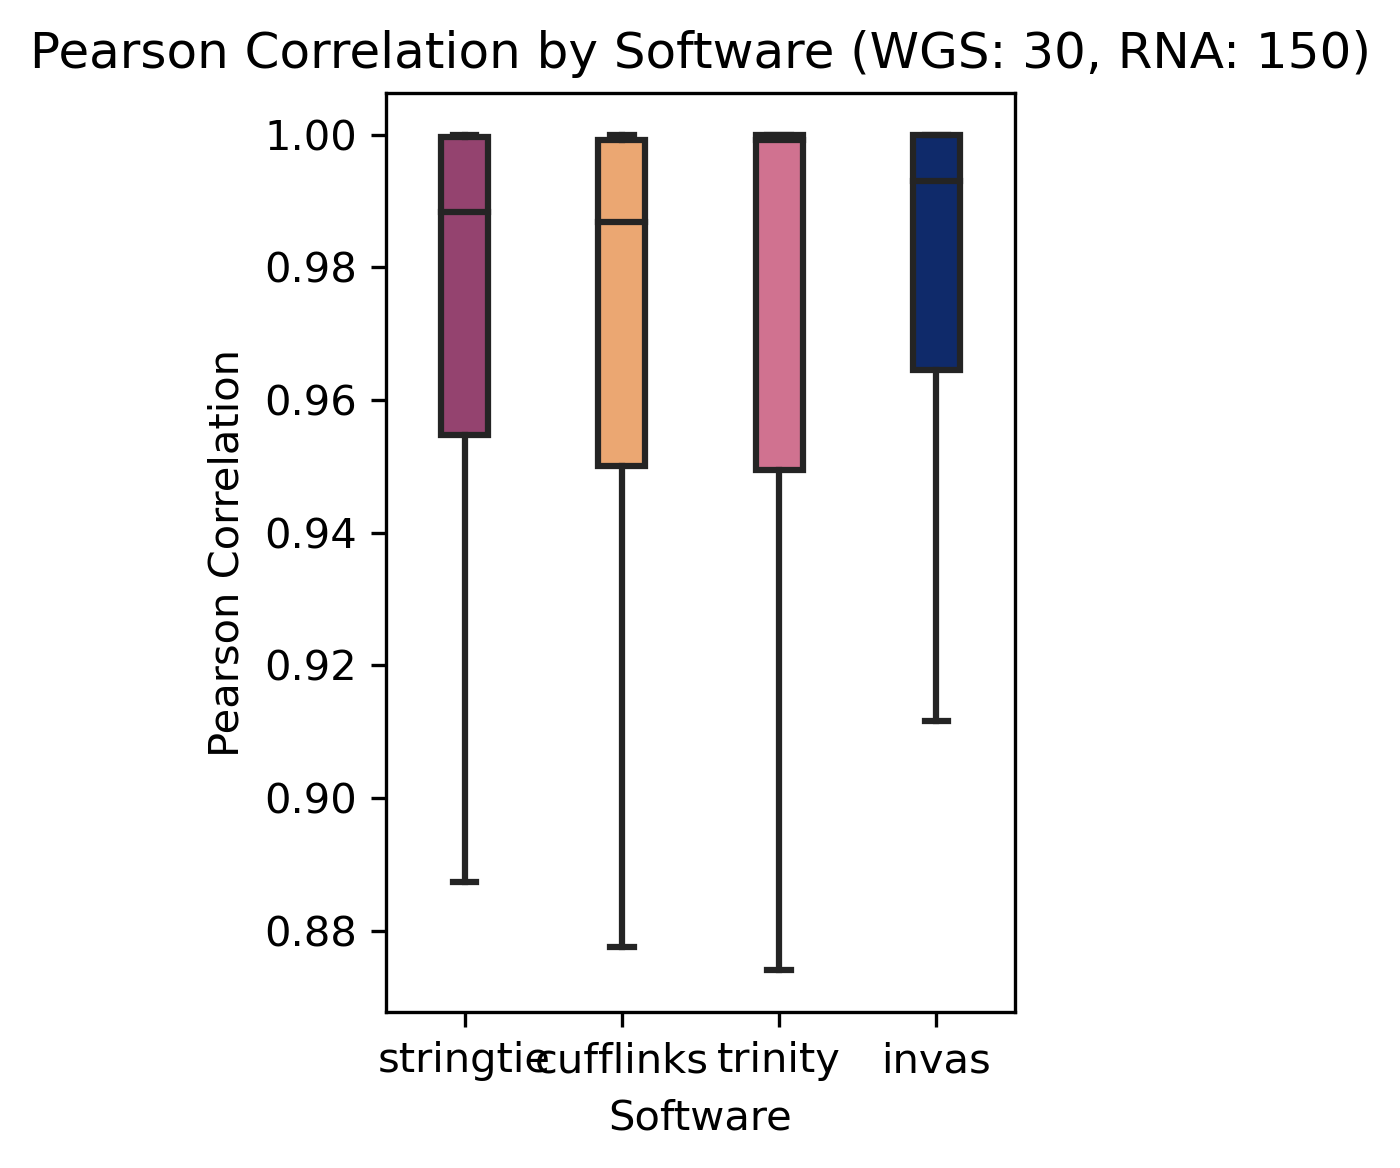 Pearson Correlation by Software (WGS: 30, RNA: 150)
1.00
0.98
0.96
0.94
0.92
0.90
0.88
Pearson Correlation
stringtie cufflinks trinity invas
Software